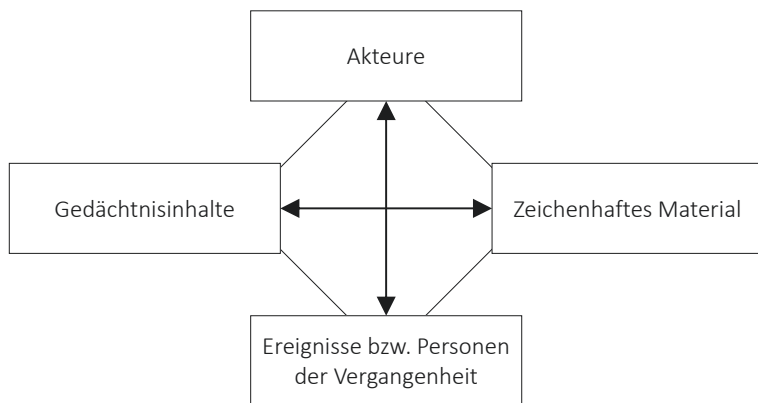 Akteure
Gedächtnisinhalte
Zeichenhaftes Material
Ereignisse bzw. Personen
der Vergangenheit